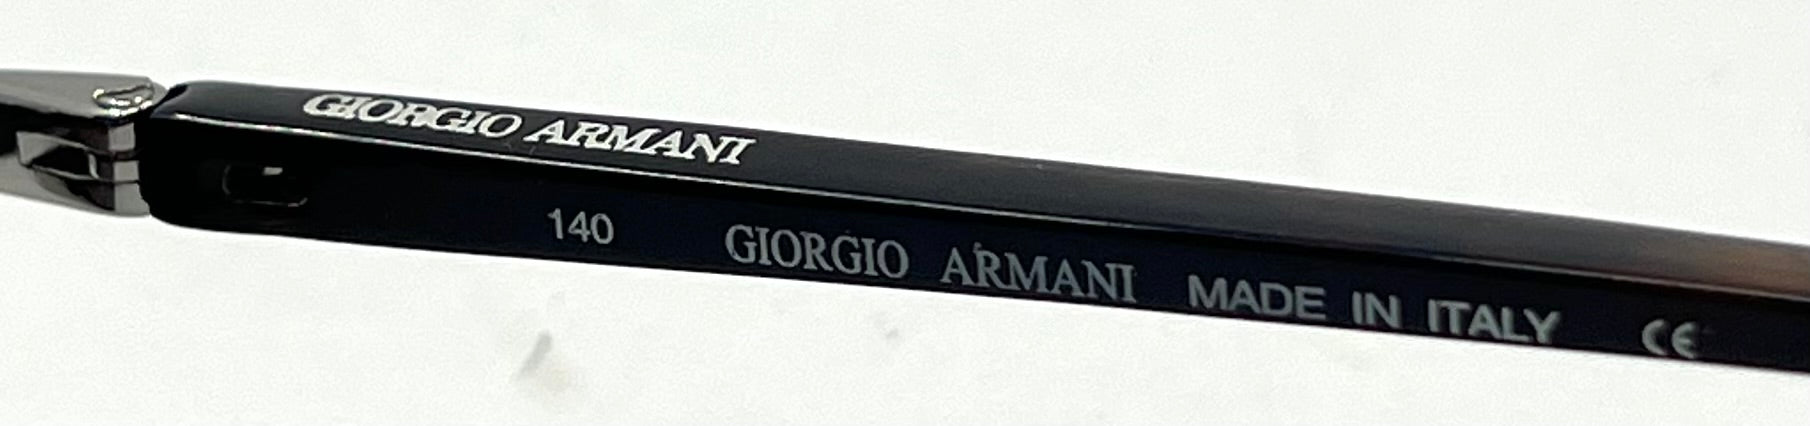 GIORGIO ARMANI
140 GIORGIO ARMANI MADE IN ITALY CE